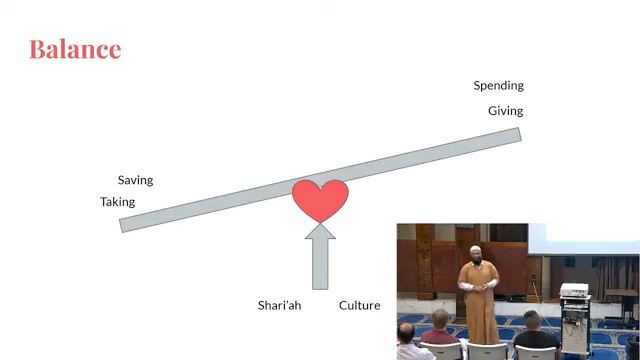 Balance
Spending
Giving
Saving
Taking
Shari'ah
Culture